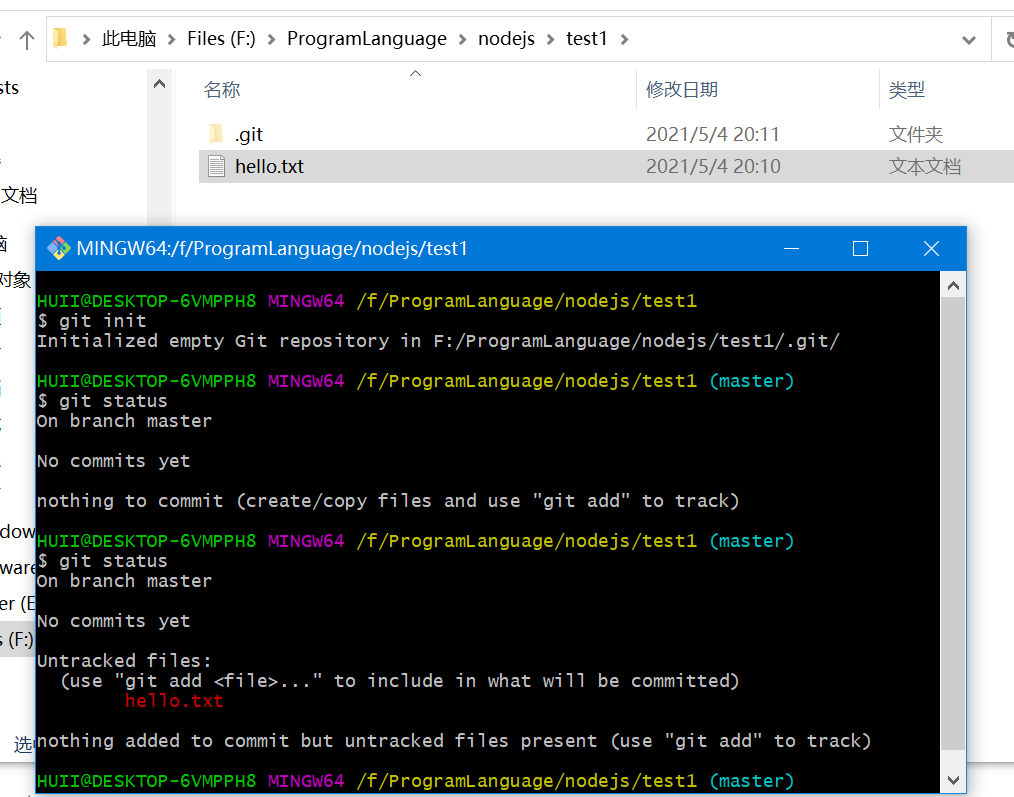 此电脑 Files (F:) ProgramLanguage nodejs test1
sts
名称 修改日期 类型
.git 2021/5/4 20:11 文件夹
hello.txt 2021/5/4 20:10 文本文档
文档
对象
dow
ware
er (E
s (F:)
选
MINGW64:/f/ProgramLanguage/nodejs/test1
HUII@DESKTOP-6VMPPH8 MINGW64 /f/ProgramLanguage/nodejs/test1
$ git init
Initialized empty Git repository in F:/ProgramLanguage/nodejs/test1/.git/
HUII@DESKTOP-6VMPPH8 MINGW64 /f/ProgramLanguage/nodejs/test1 (master)
$ git status
On branch master
No commits yet
nothing to commit (create/copy files and use "git add" to track)
HUII@DESKTOP-6VMPPH8 MINGW64 /f/ProgramLanguage/nodejs/test1 (master)
$ git status
On branch master
No commits yet
Untracked files:
(use "git add <file>..." to include in what will be committed)
hello.txt
nothing added to commit but untracked files present (use "git add" to track)
HUII@DESKTOP-6VMPPH8 MINGW64 /f/ProgramLanguage/nodejs/test1 (master)